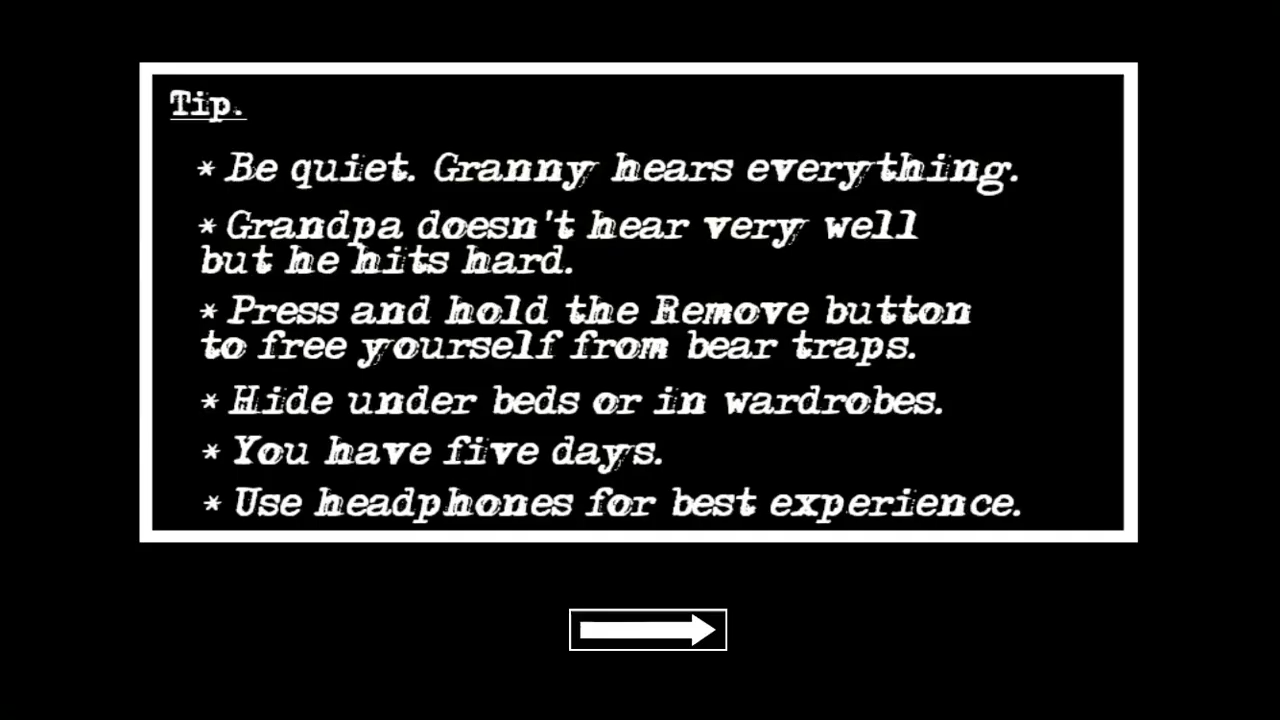 Tip.
* Be quiet. Granny hears everything.
* Grandpa doesn't hear very well
but he hits hard.
* Press and hold the Remove button
to free yourself from bear traps.
* Hide under beds or in wardrobes.
* You have five days.
* Use headphones for best experience.